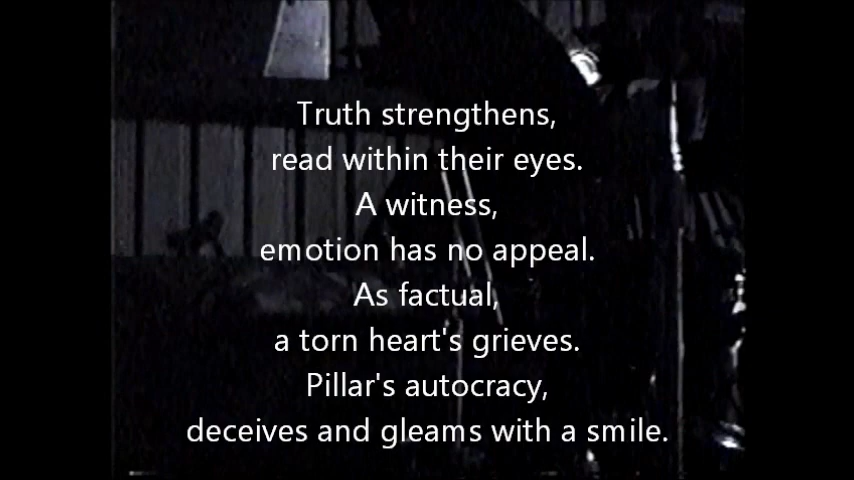 Truth strengthens,
read within their eyes.
A witness,
emotion has no appeal.
As factual,
a torn heart's grieves.
Pillar's autocracy,
deceives and gleams with a smile.